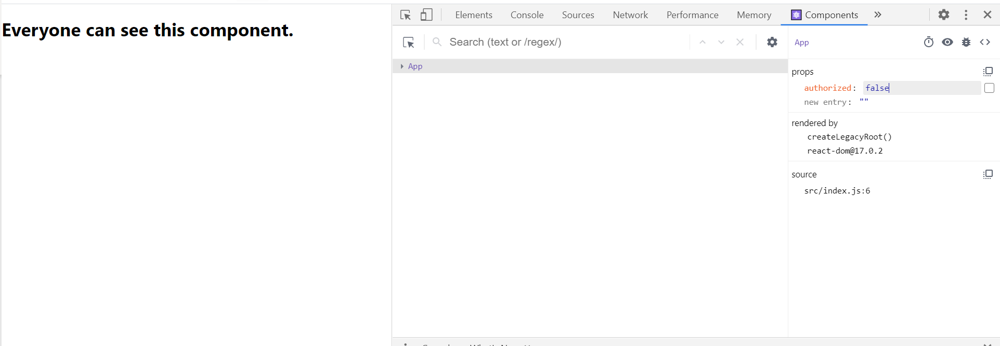 Everyone can see this component.
Elements Console Sources Network Performance Memory Components
Search (text or /regex/)
App
App
props
authorized: false
new entry: ""
rendered by
createLegacyRoot()
react-dom@17.0.2
source
src/index.js:6